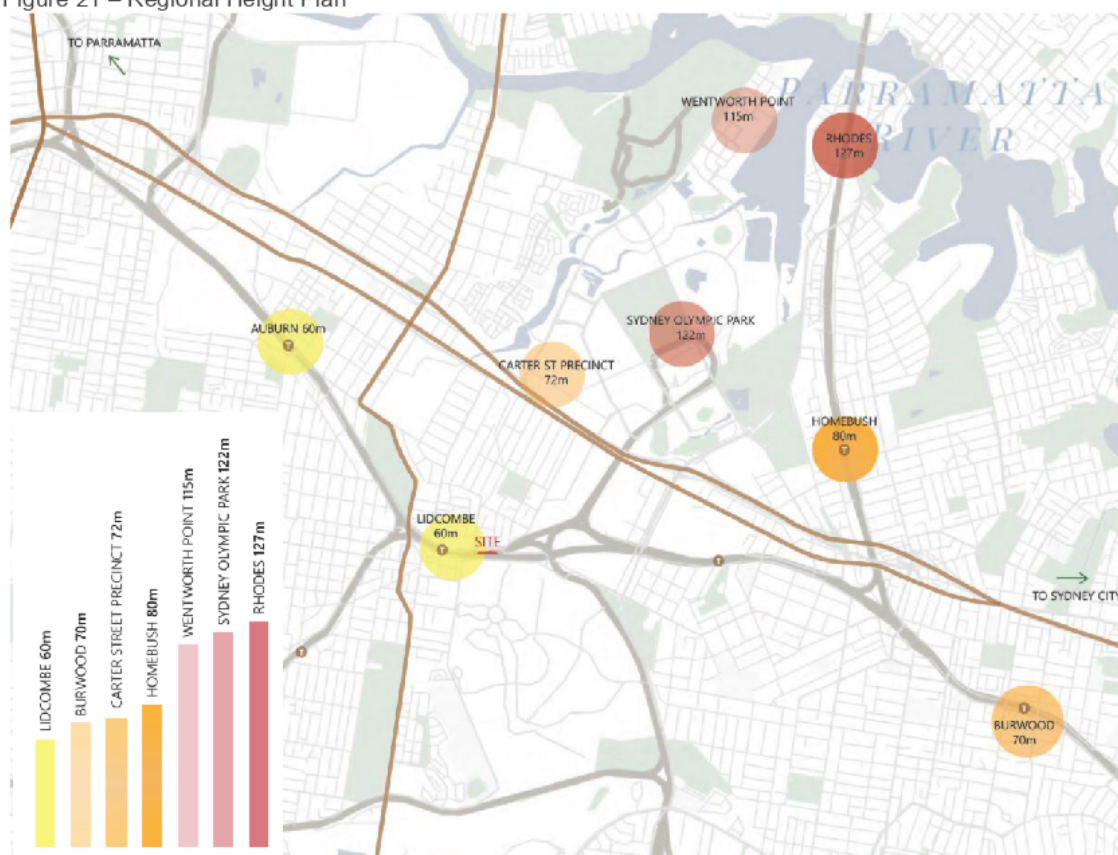 Figure 21 – Regional Height Plan
TO PARRAMATTA
WENTWORTH POINT
115m
PARRAMATTA
RIVER
RHODES
127m
AUBURN 60m
T
SYDNEY OLYMPIC PARK
122m
CARTER ST PRECINCT
72m
HOMEBUSH
80m
T
LIDCOMBE
60m
T
SITE
T
TO SYDNEY CITY
T
T
BURWOOD
70m
LIDCOMBE 60m
BURWOOD 70m
CARTER STREET PRECINCT 72m
HOMEBUSH 80m
WENTWORTH POINT 115m
SYDNEY OLYMPIC PARK 122m
RHODES 127m